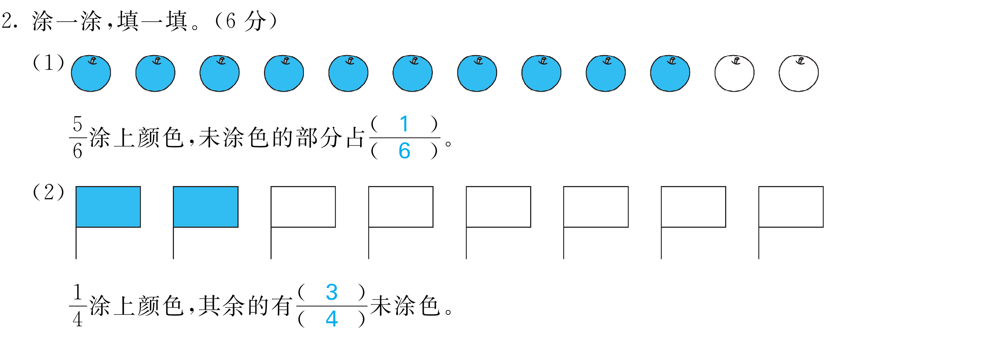 2. 涂一涂,填一填。(6 分)
(1)
5/6涂上颜色,未涂色的部分占( 1 )/( 6 )。
(2)
1/4涂上颜色,其余的有( 3 )/( 4 )未涂色。